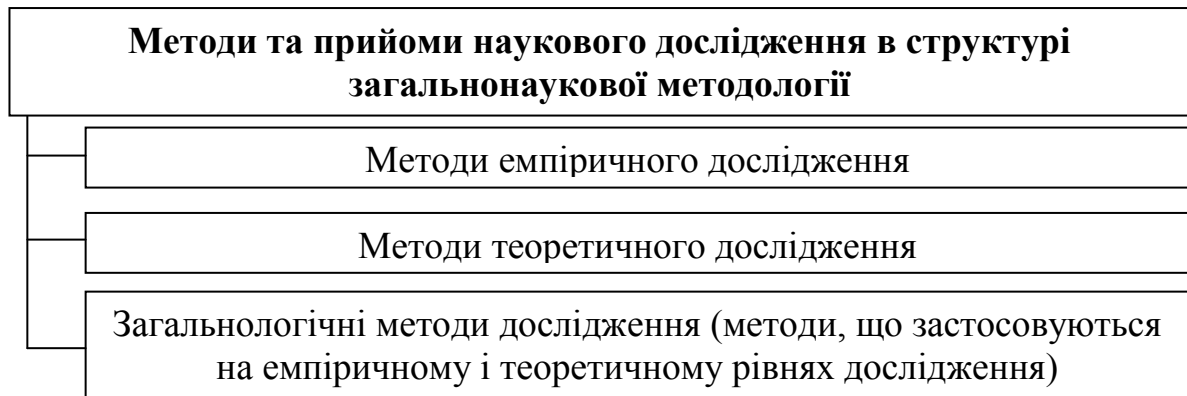 Методи та прийоми наукового дослідження в структурі
загальнонаукової методології
Методи емпіричного дослідження
Методи теоретичного дослідження
Загальнологічні методи дослідження (методи, що застосовуються
на емпіричному і теоретичному рівнях дослідження)